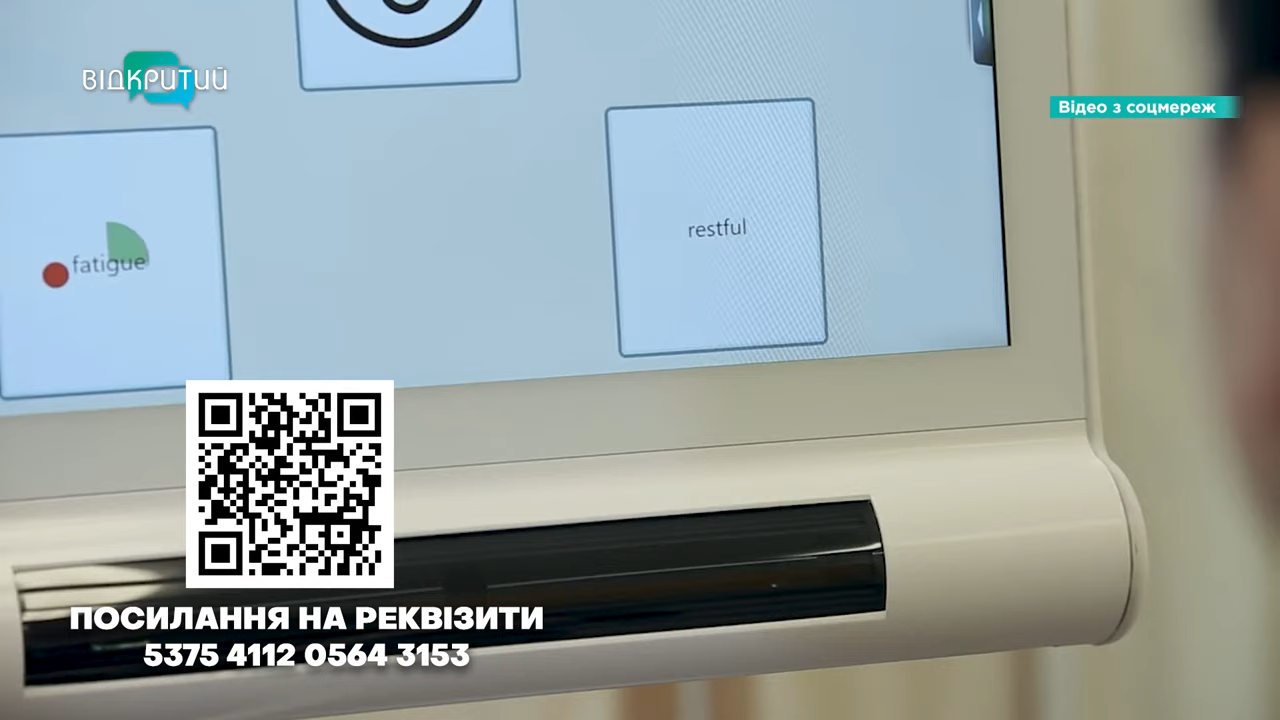 ВІДКРИТИЙ
Відео з соцмереж
fatigue
restful
ПОСИЛАННЯ НА РЕКВІЗИТИ
5375 4112 0564 3153